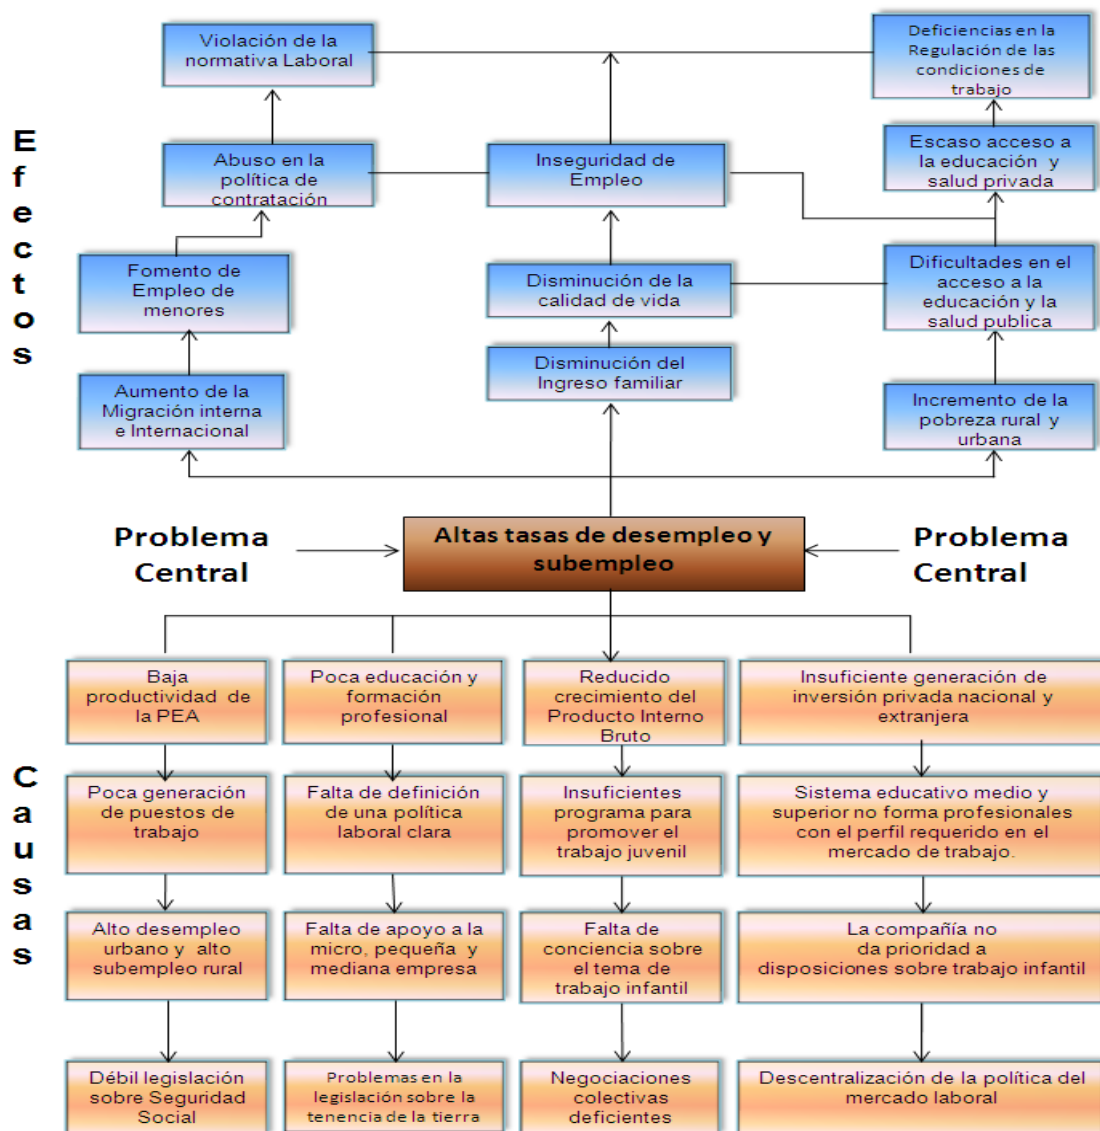 Efectos
Violación de la
normativa Laboral
Deficiencias en la
Regulación de las
condiciones de
trabajo
Abuso en la
política de
contratación
Inseguridad de
Empleo
Escaso acceso a
la educación y
salud privada
Fomento de
Empleo de
menores
Disminución de la
calidad de vida
Dificultades en el
acceso a la
educación y la
salud publica
Aumento de la
Migración interna
e Internacional
Disminución del
Ingreso familiar
Incremento de la
pobreza rural y
urbana
Problema
Central
Altas tasas de desempleo y
subempleo
Problema
Central
Causas
Baja
productividad de
la PEA
Poca educación y
formación
profesional
Reducido
crecimiento del
Producto Interno
Bruto
Insuficiente generación de
inversión privada nacional y
extranjera
Poca generación
de puestos de
trabajo
Falta de definición
de una política
laboral clara
Insuficientes
programa para
promover el
trabajo juvenil
Sistema educativo medio y
superior no forma profesionales
con el perfil requerido en el
mercado de trabajo.
Alto desempleo
urbano y alto
subempleo rural
Falta de apoyo a la
micro, pequeña y
mediana empresa
Falta de
conciencia sobre
el tema de
trabajo infantil
La compañía no
da prioridad a
disposiciones sobre trabajo infantil
Débil legislación
sobre Seguridad
Social
Problemas en la
legislación sobre la
tenencia de la tierra
Negociaciones
colectivas
deficientes
Descentralización de la política del
mercado laboral